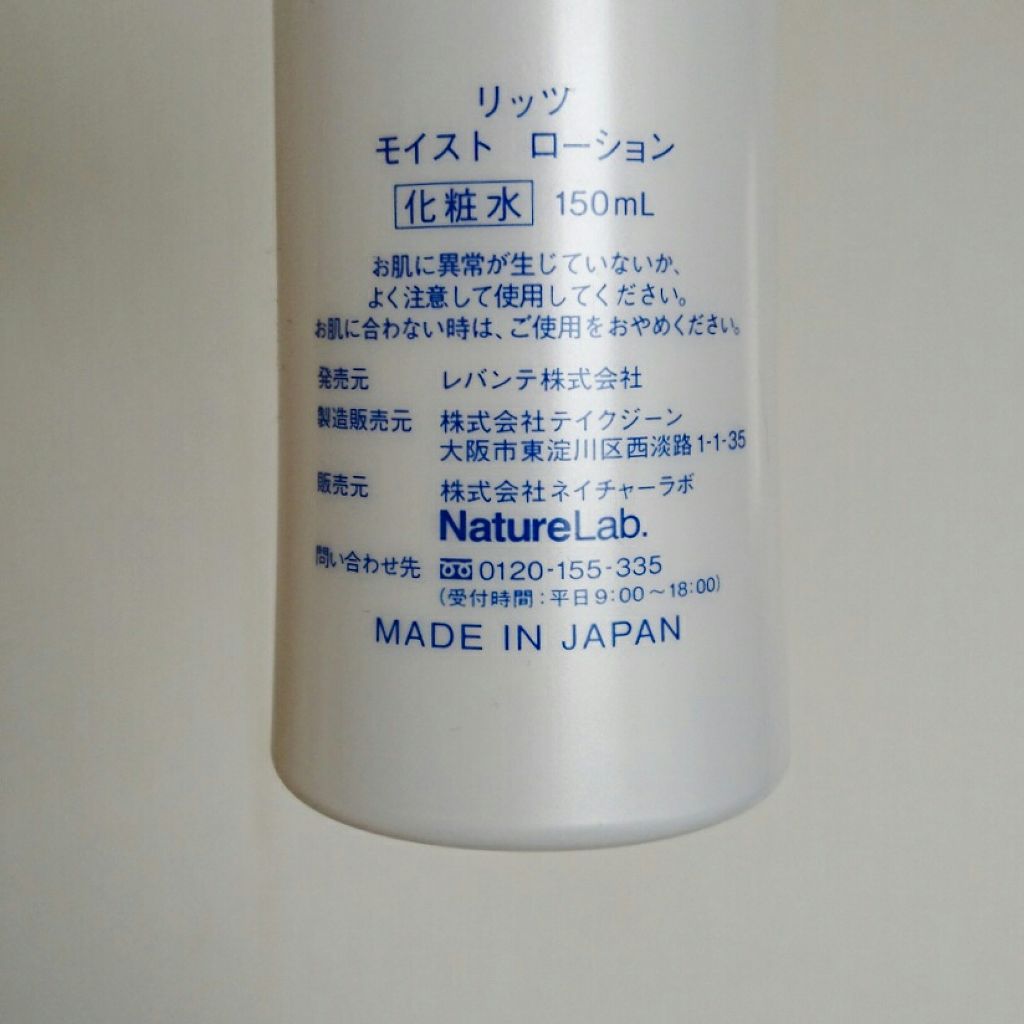 リッツ
モイスト ローション
化粧水 150mL
お肌に異常が生じていないか、
よく注意して使用してください。
お肌に合わない時は、ご使用をおやめください。
発売元 レバンテ株式会社
製造販売元 株式会社テイクジーン
大阪市東淀川区西淡路1-1-35
販売元 株式会社ネイチャーラボ
NatureLab.
問い合わせ先 0120-155-335
(受付時間:平日9:00～18:00)
MADE IN JAPAN